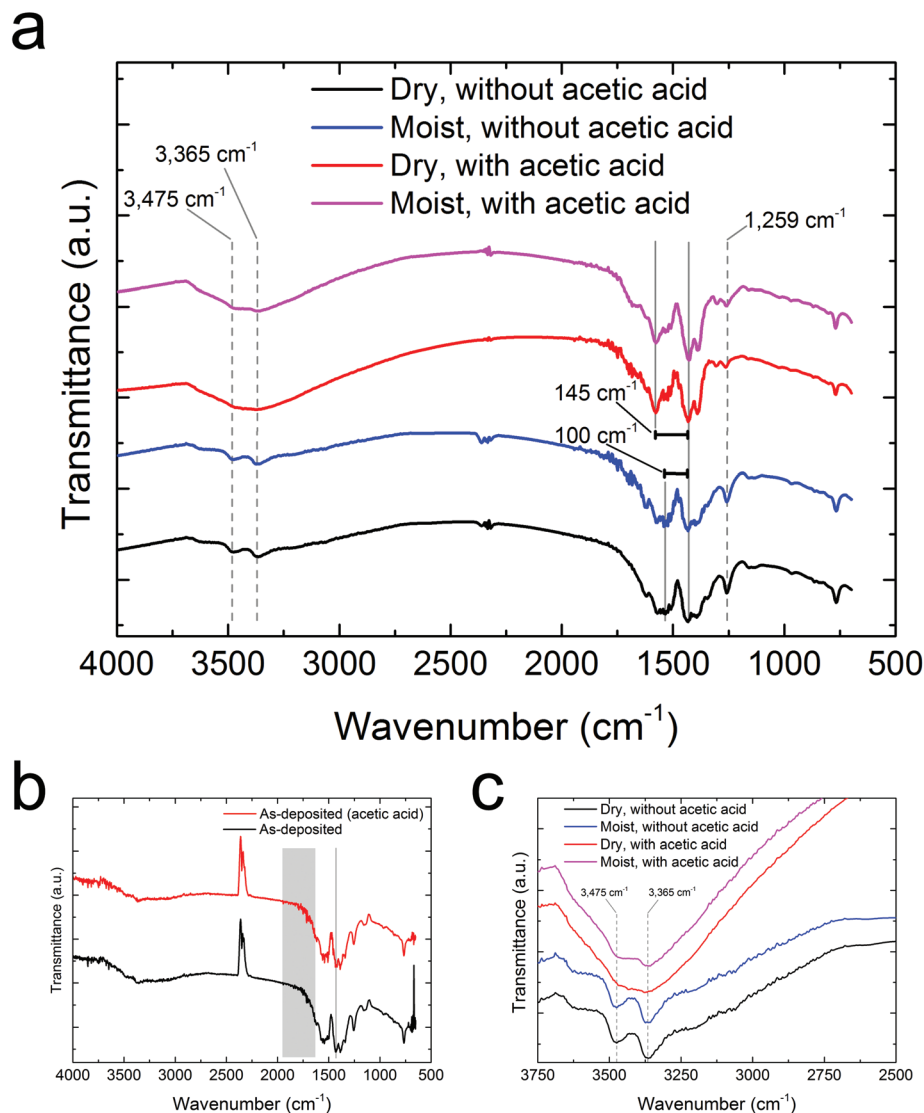 a
Dry, without acetic acid
Moist, without acetic acid
Dry, with acetic acid
Moist, with acetic acid
3,365 cm⁻¹
3,475 cm⁻¹
1,259 cm⁻¹
145 cm⁻¹
100 cm⁻¹
Transmittance (a.u.)
4000 3500 3000 2500 2000 1500 1000 500
Wavenumber (cm⁻¹)
b
As-deposited (acetic acid)
As-deposited
Transmittance (a.u.)
4000 3500 3000 2500 2000 1500 1000 500
Wavenumber (cm⁻¹)
c
Dry, without acetic acid
Moist, without acetic acid
Dry, with acetic acid
Moist, with acetic acid
3,475 cm⁻¹
3,365 cm⁻¹
Transmittance (a.u.)
3750 3500 3250 3000 2750 2500
Wavenumber (cm⁻¹)